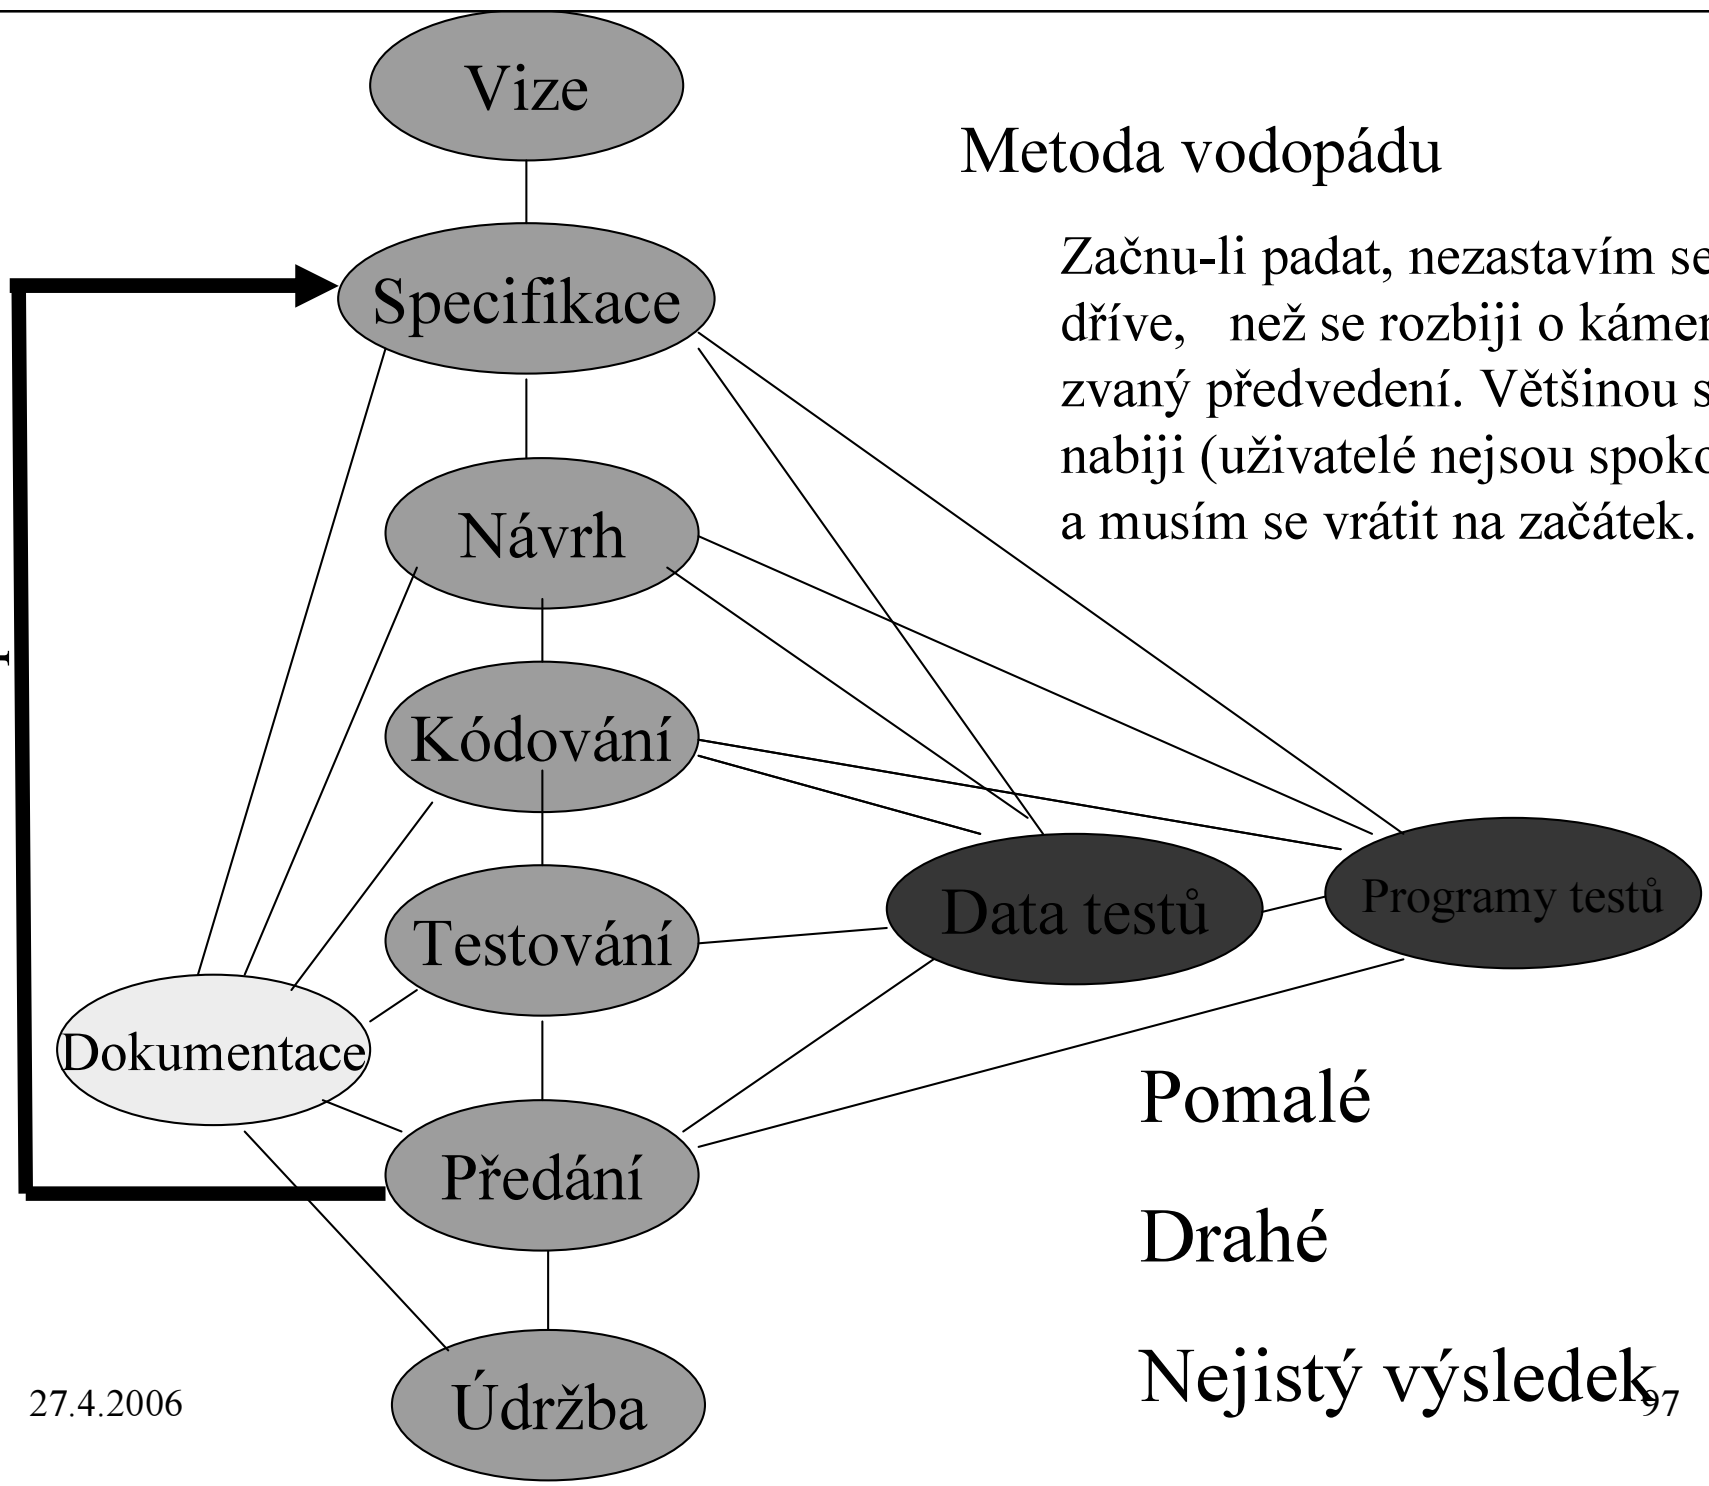 Vize
Metoda vodopádu
Začnu-li padat, nezastavím se
dříve, než se rozbiji o kámen
zvaný předvedení. Většinou s
nabiji (uživatelé nejsou spoko
a musím se vrátit na začátek.
Specifikace
Návrh
Kódování
Testování
Data testů
Programy testů
Dokumentace
Předání
Údržba
Pomalé
Drahé
Nejistý výsledek
27.4.2006
97